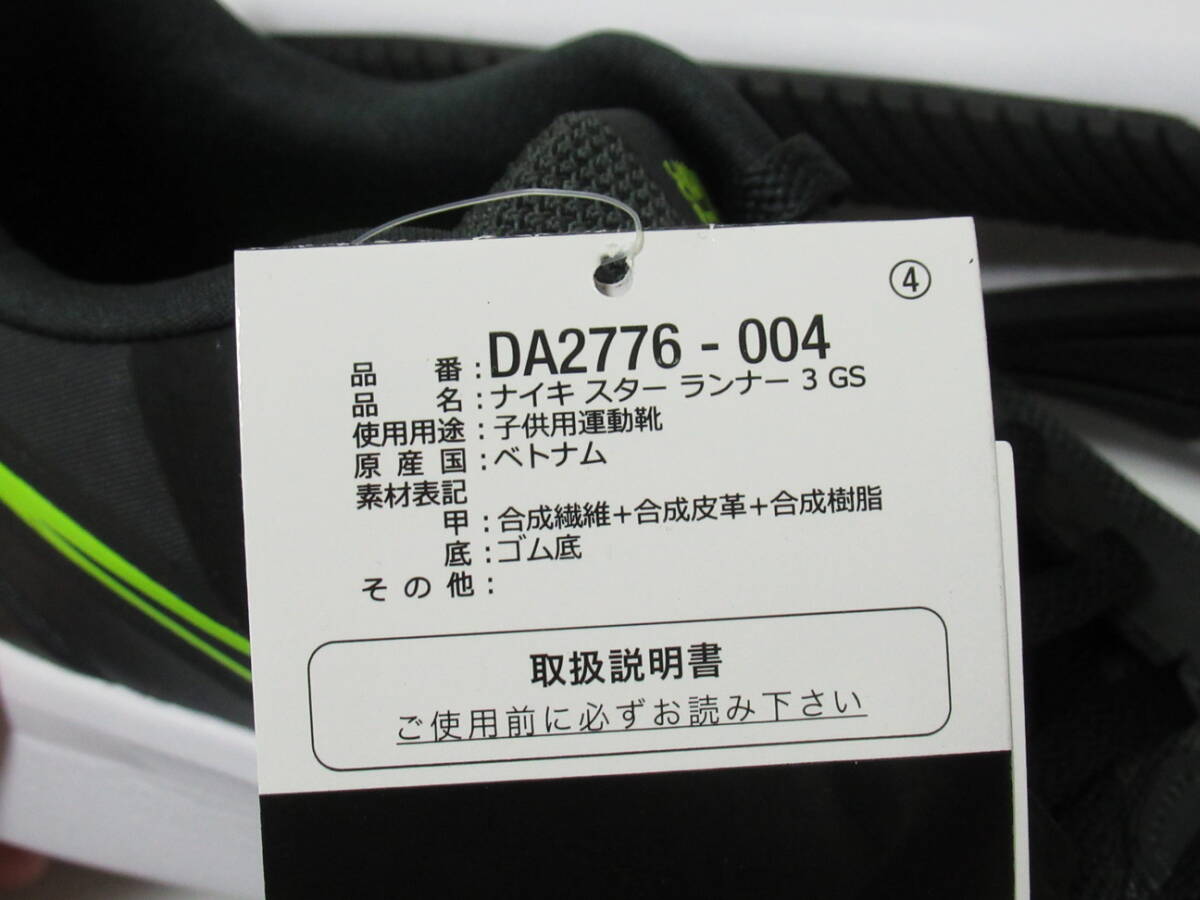 ④
品 番:DA2776 - 004
品 名:ナイキ スター ランナー 3 GS
使用用途:子供用運動靴
原産国:ベトナム
素材表記
甲:合成繊維+合成皮革+合成樹脂
底:ゴム底
その他:
取扱説明書
ご使用前に必ずお読み下さい